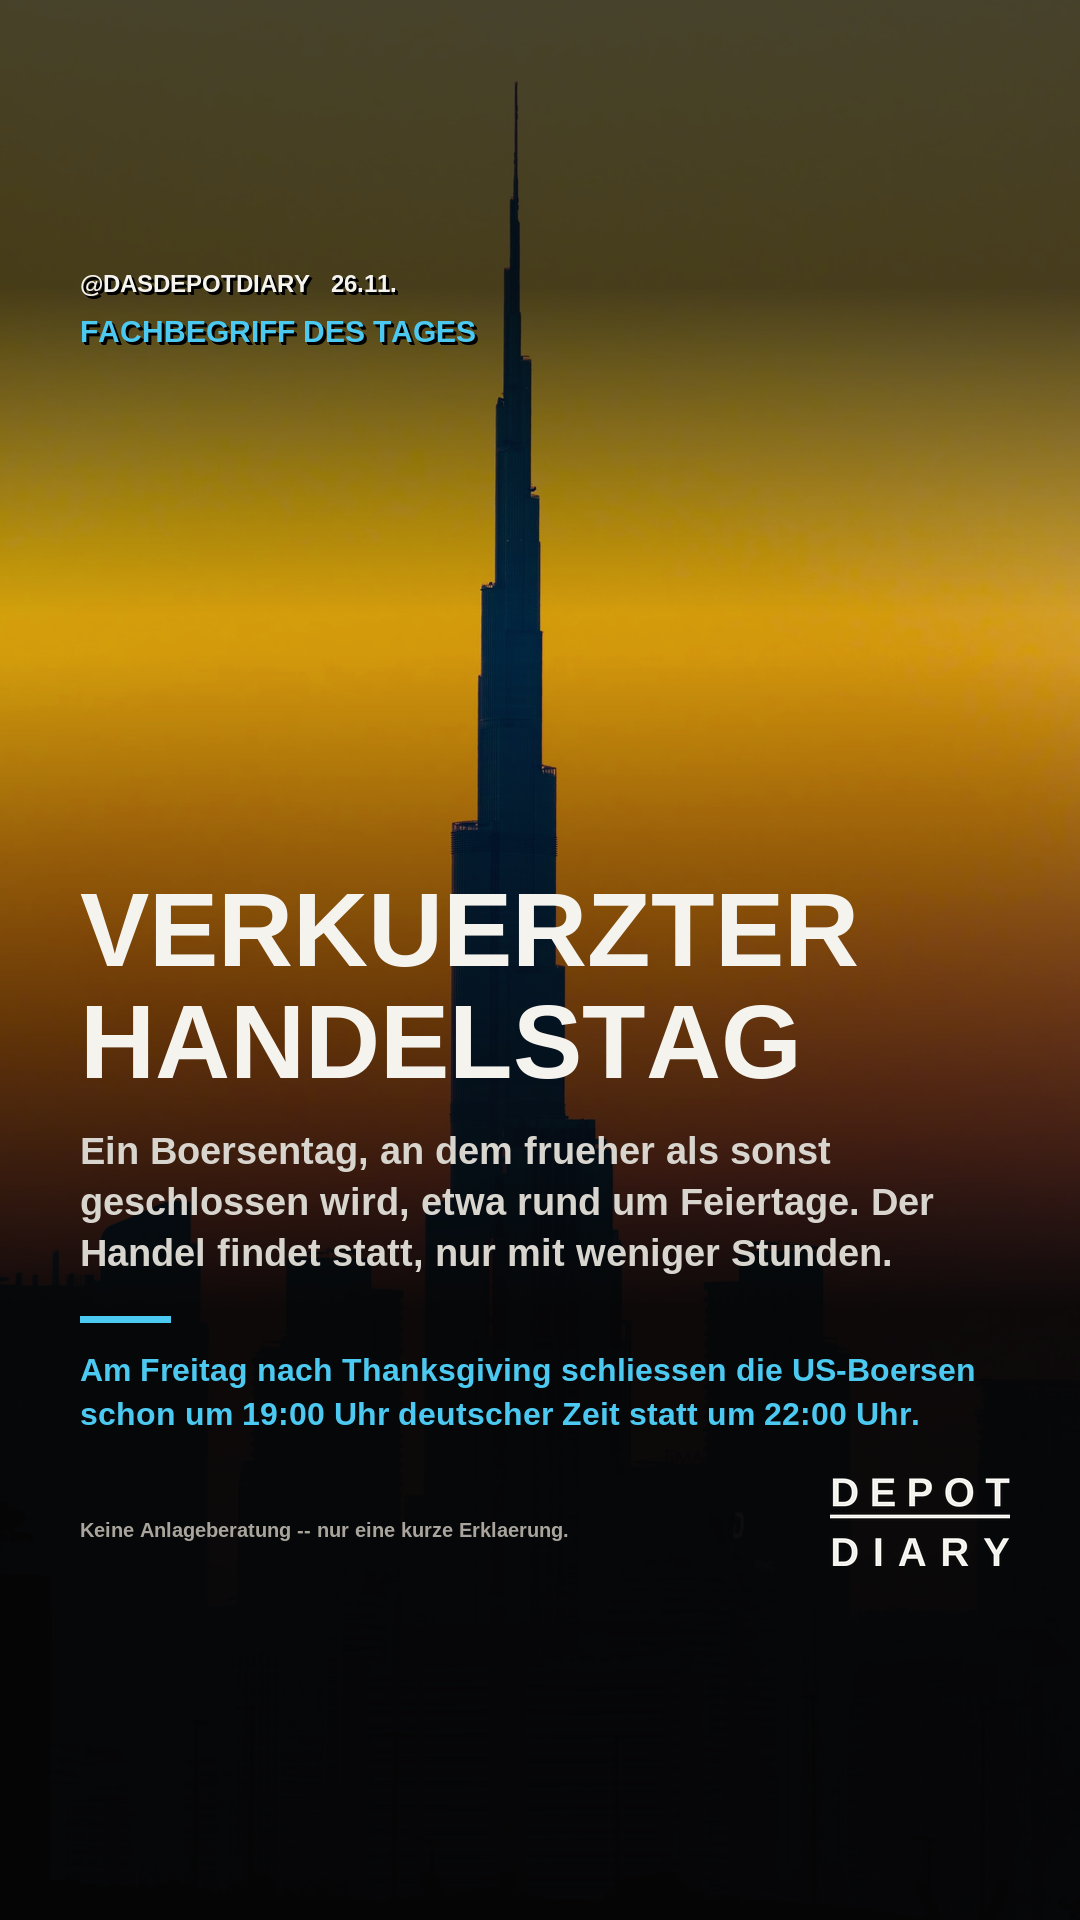 @DASDEPOTDIARY 26.11.
FACHBEGRIFF DES TAGES
VERKUERZTER
HANDELSTAG
Ein Boersentag, an dem frueher als sonst
geschlossen wird, etwa rund um Feiertage. Der
Handel findet statt, nur mit weniger Stunden.
Am Freitag nach Thanksgiving schliessen die US-Boersen
schon um 19:00 Uhr deutscher Zeit statt um 22:00 Uhr.
Keine Anlageberatung -- nur eine kurze Erklaerung.
DEPOT
DIARY